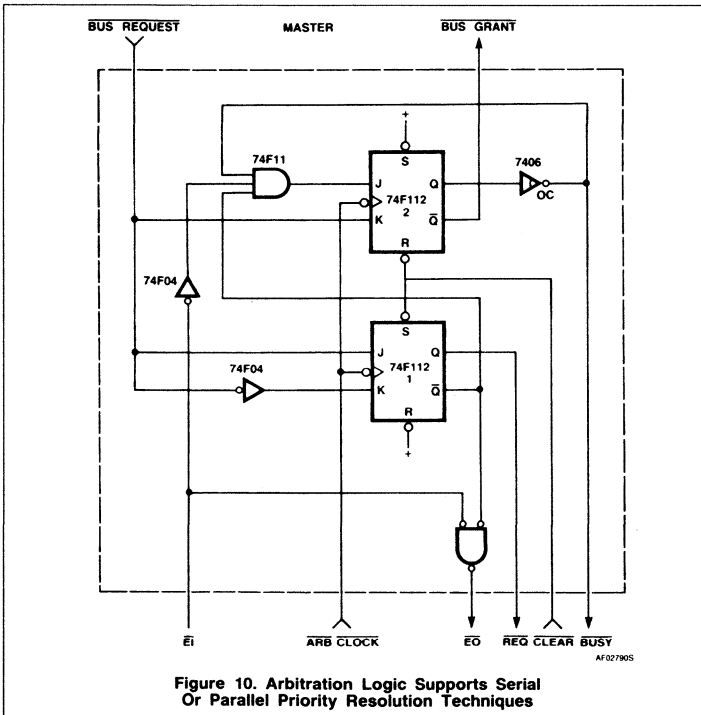 BUS REQUEST MASTER BUS GRANT
+
74F11
S
7406
J Q
74F112
2
OC
K Q
R
74F04
S
J Q
74F04 74F112
1
K Q
R
+
EI ARB CLOCK EO REQ CLEAR BUSY
AF02790S
Figure 10. Arbitration Logic Supports Serial
Or Parallel Priority Resolution Techniques